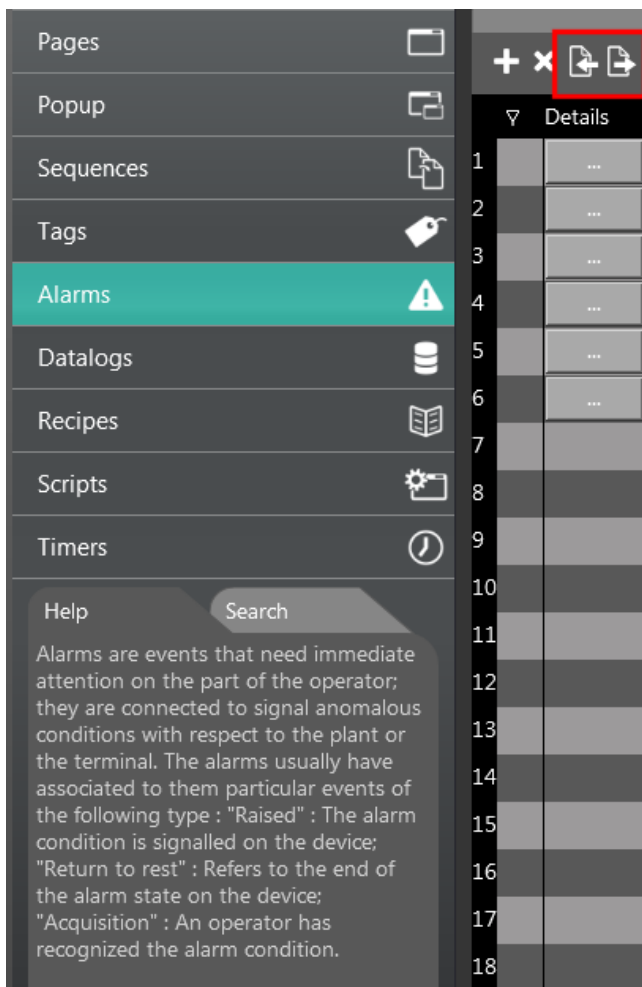 Pages
Popup
Sequences
Tags
Alarms
Datalogs
Recipes
Scripts
Timers
Help
Search
Alarms are events that need immediate
attention on the part of the operator;
they are connected to signal anomalous
conditions with respect to the plant or
the terminal. The alarms usually have
associated to them particular events of
the following type : "Raised" : The alarm
condition is signalled on the device;
"Return to rest" : Refers to the end of
the alarm state on the device;
"Acquisition" : An operator has
recognized the alarm condition.
Details
1 ...
2 ...
3 ...
4 ...
5 ...
6 ...
7
8
9
10
11
12
13
14
15
16
17
18